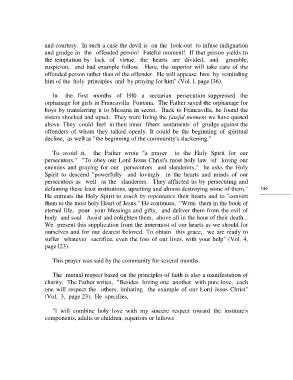 and courtesy. In such a case the devil is on the look-out to infuse indignation
and grudge in the offended person! Fateful moment! If that person yields to
the temptation by lack of virtue, the hearts are divided, and grumble,
suspicion, and bad example follow. Here, the superior will take care of the
offended person rather than of the offender. He will appease him by reminding
him of the holy principles and by praying for him" (Vol. 1, page 136).
In the first months of 1910 a sectarian persecution suppressed the
orphanage for girls in Francavilla Fontana. The Father saved the orphanage for
boys by transferring it to Messina in secret. Back to Francavilla, he found the
sisters shocked and upset. They were living the fateful moment we have quoted
above. They could feel in their inner fibers sentiments of grudge against the
offenders of whom they talked openly. It could be the beginning of spiritual
decline, as well as "the beginning of the community's slackening."
To avoid it, the Father wrote "a prayer to the Holy Spirit for our
persecutors." "To obey our Lord Jesus Christ's most holy law of loving our
enemies and praying for our persecutors and slanderers," he asks the Holy
Spirit to descend "powerfully and lovingly in the hearts and minds of our
persecutors as well as the slanderers. They afflicted us by persecuting and
defaming these least institutions, upsetting and almost destroying some of them."
He entreats the Holy Spirit to touch by repentance their hearts and to 'convert
them to the most holy Heart of Jesus." He continues, "Write them in the book of
eternal life, pour your blessings and gifts, and deliver them from the evil of
body and soul. Assist and enlighten them, above all in the hour of their death...
We present this supplication from the innermost of our hearts as we should for
ourselves and for our dearest beloved. To obtain this grace, we are ready to
suffer whatever sacrifice, even the loss of our lives, with your help" (Vol. 4,
page 123).
This prayer was said by the community for several months.
The mutual respect based on the principles of faith is also a manifestation of
charity. The Father writes, "Besides loving one another with pure love, each
one will respect the others, imitating the example of our Lord Jesus Christ"
(Vol. 3, page 23). He specifies,
"I will combine holy love with my sincere respect toward the institute's
components, adults or children, superiors or fellows